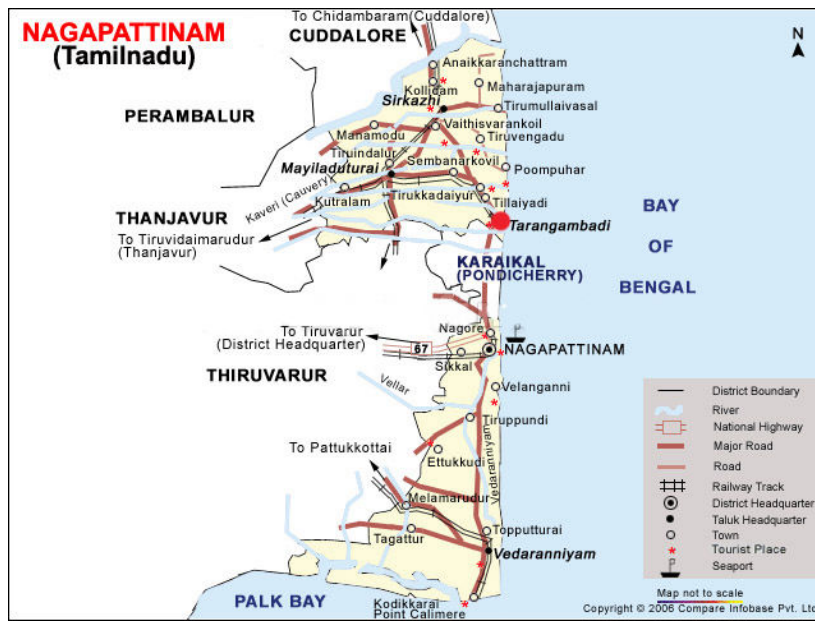 NAGAPATTINAM
(Tamilnadu)
To Chidambaram(Cuddalore)
CUDDALORE
N
Anaikkaranchattram
Kollidam
Maharajapuram
Sirkazhi
Tirumullaivasal
PERAMBALUR
Vaithisvarankoil
Manamodu
Tiruvengadu
Tiruindalur
Sembanarkovil
Mayiladuturai
Poompuhar
Kaveri (Cauvery)
Kutralam
Tirukkadaiyur
Tillaiyadi
THANJAVUR
Tarangambadi
To Tiruvidaimarudur
(Thanjavur)
BAY
OF
BENGAL
KARAIKAL
(PONDICHERRY)
To Tiruvarur
(District Headquarter)
67
Nagore
NAGAPATTINAM
Sikkal
THIRUVARUR
Vellar
Velanganni
Tiruppundi
To Pattukkottai
Ettukkudi
Vedaranniyam
Melamarudur
Topputturai
Tagattur
Vedaranniyam
PALK BAY
Kodikkarai
Point Calimere
District Boundary
River
National Highway
Major Road
Road
Railway Track
District Headquarter
Taluk Headquarter
Town
Tourist Place
Seaport
Map not to scale
Copyright © 2006 Compare Infobase Pvt. Ltd